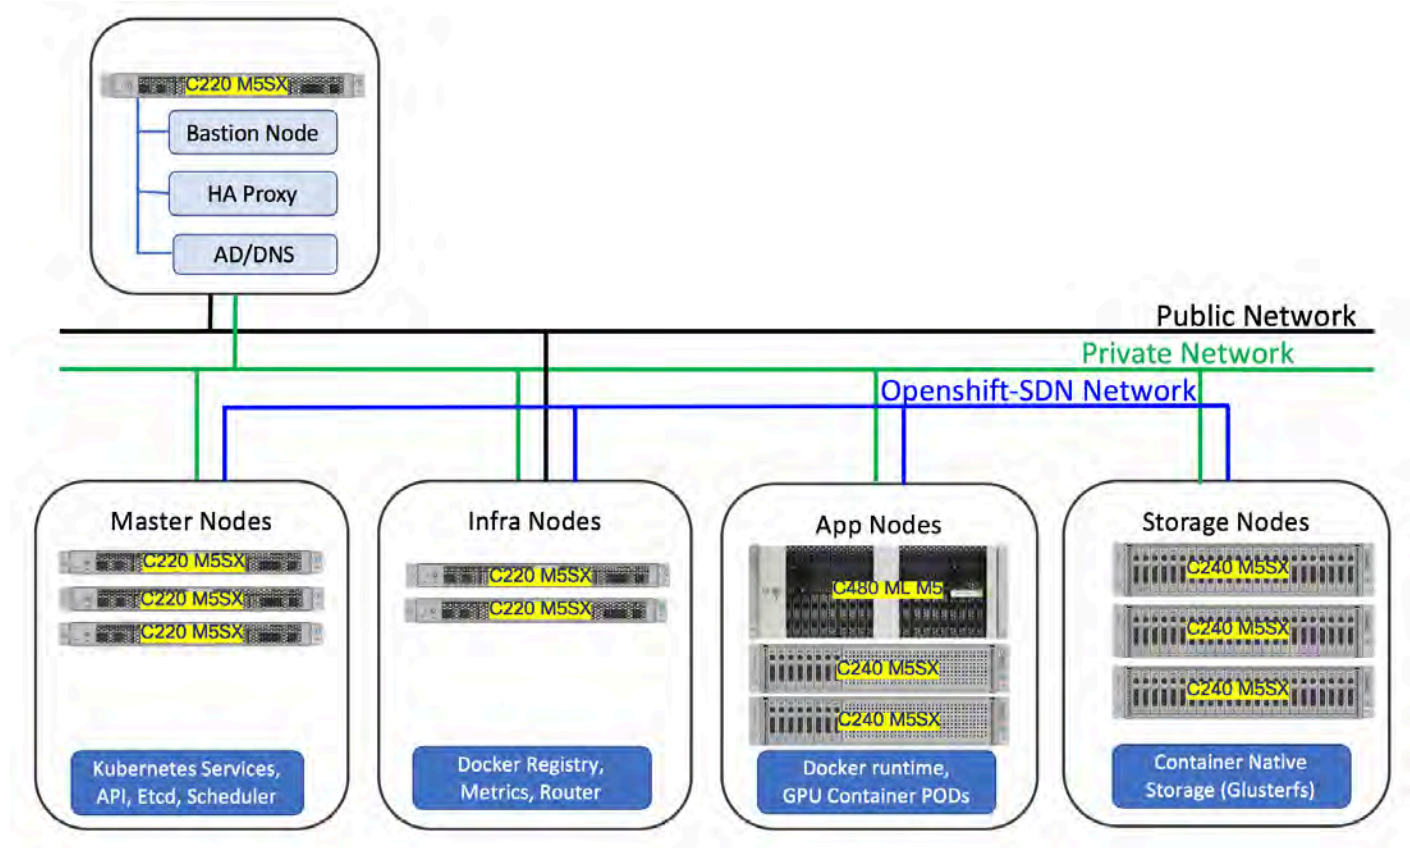 C220 M5SX
Bastion Node
HA Proxy
AD/DNS
Public Network
Private Network
Openshift-SDN Network
Master Nodes
C220 M5SX
C220 M5SX
C220 M5SX
Kubernetes Services,
API, Etcd, Scheduler
Infra Nodes
C220 M5SX
C220 M5SX
Docker Registry,
Metrics, Router
App Nodes
C480 ML M5
C240 M5SX
C240 M5SX
Docker runtime,
GPU Container PODs
Storage Nodes
C240 M5SX
C240 M5SX
C240 M5SX
Container Native
Storage (Glusterfs)